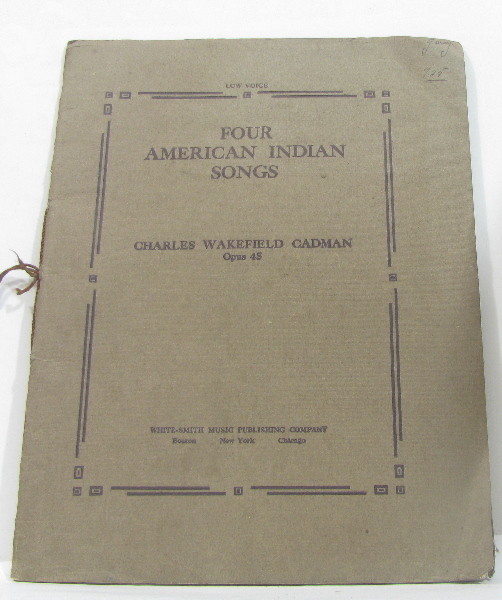 LOW VOICE
FOUR
AMERICAN INDIAN
SONGS
CHARLES WAKEFIELD CADMAN
Opus 45
WHITE-SMITH MUSIC PUBLISHING COMPANY
Boston New York Chicago